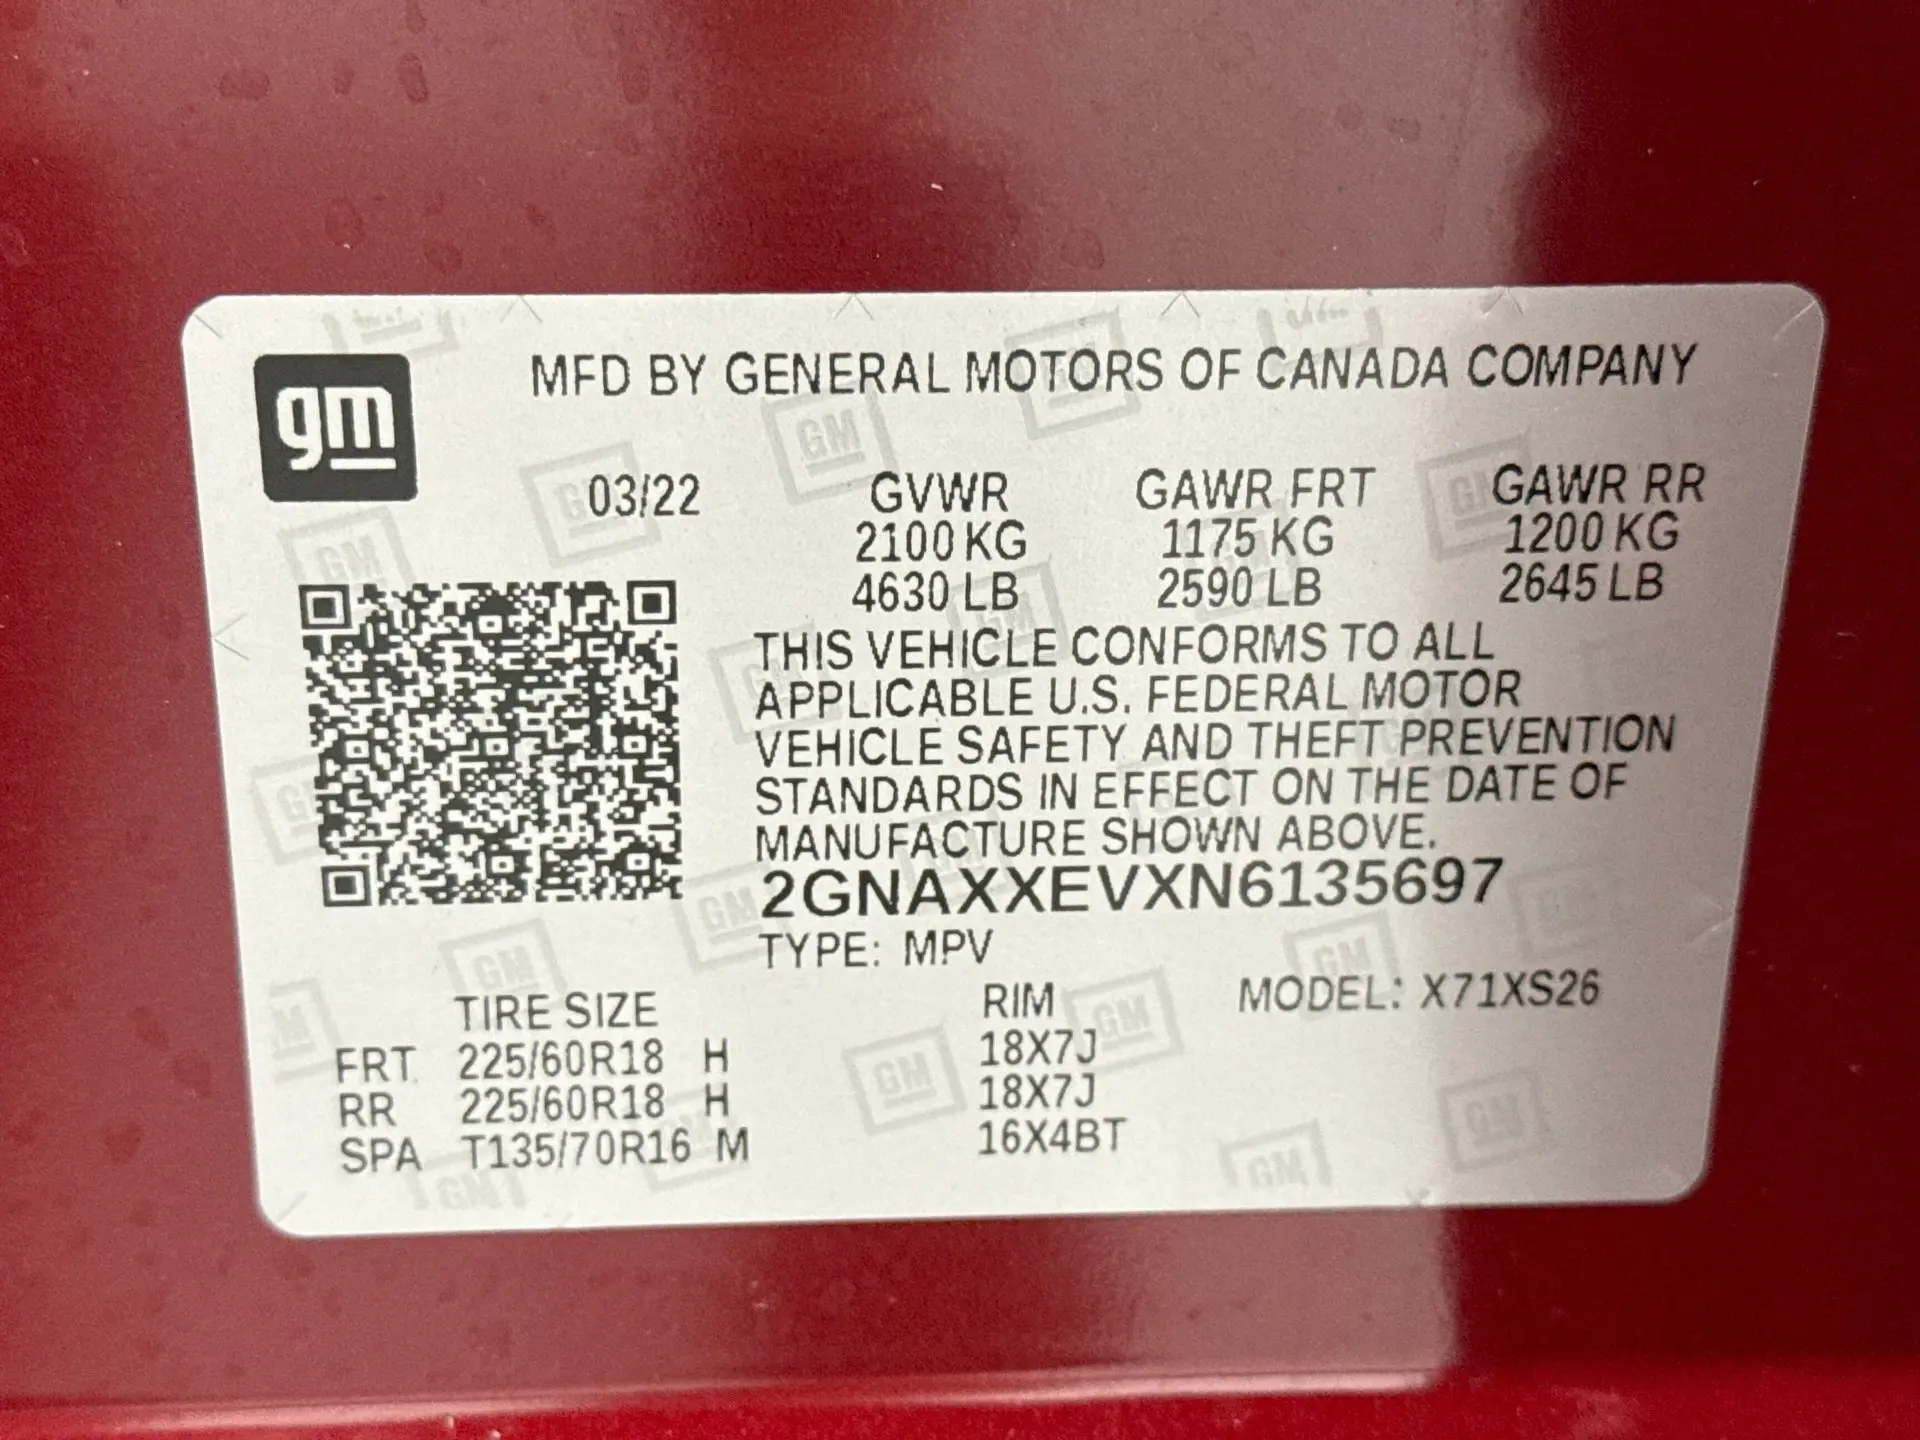 gm
MFD BY GENERAL MOTORS OF CANADA COMPANY
03/22 GVWR GAWR FRT GAWR RR
2100 KG 1175 KG 1200 KG
4630 LB 2590 LB 2645 LB
THIS VEHICLE CONFORMS TO ALL
APPLICABLE U.S. FEDERAL MOTOR
VEHICLE SAFETY AND THEFT PREVENTION
STANDARDS IN EFFECT ON THE DATE OF
MANUFACTURE SHOWN ABOVE.
2GNAXXEVXN6135697
TYPE: MPV
TIRE SIZE RIM MODEL: X71XS26
FRT 225/60R18 H 18X7J
RR 225/60R18 H 18X7J
SPA T135/70R16 M 16X4BT